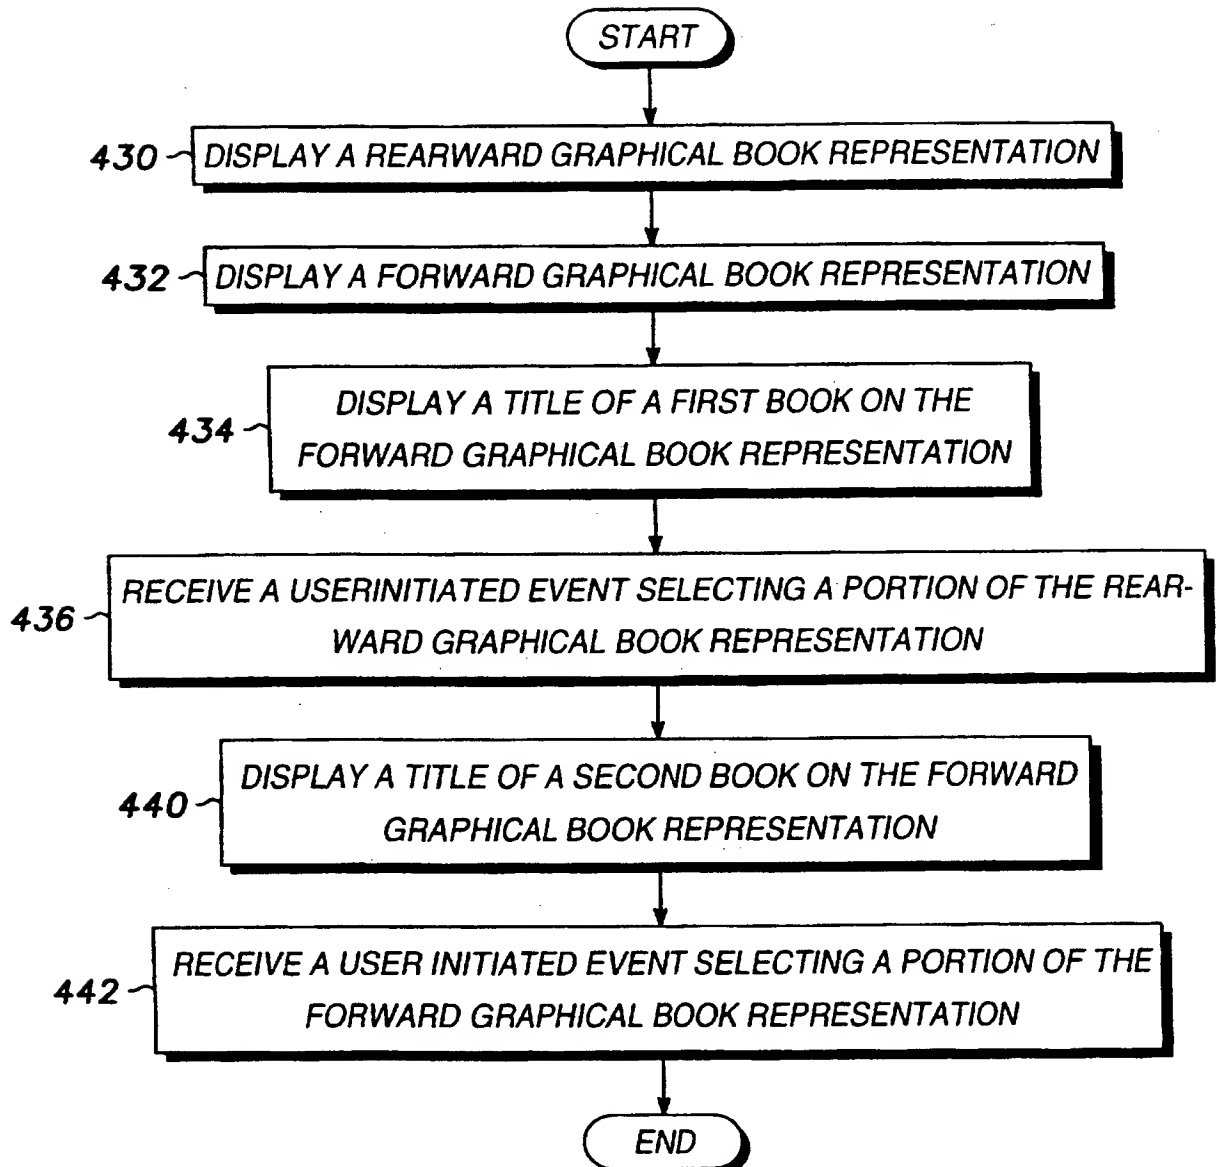 START
430 DISPLAY A REARWARD GRAPHICAL BOOK REPRESENTATION
432 DISPLAY A FORWARD GRAPHICAL BOOK REPRESENTATION
DISPLAY A TITLE OF A FIRST BOOK ON THE
434
FORWARD GRAPHICAL BOOK REPRESENTATION
RECEIVE A USERINITIATED EVENT SELECTING A PORTION OF THE REAR-
436
WARD GRAPHICAL BOOK REPRESENTATION
DISPLAY A TITLE OF A SECOND BOOK ON THE FORWARD
440
GRAPHICAL BOOK REPRESENTATION
RECEIVE A USER INITIATED EVENT SELECTING A PORTION OF THE
442
FORWARD GRAPHICAL BOOK REPRESENTATION
END